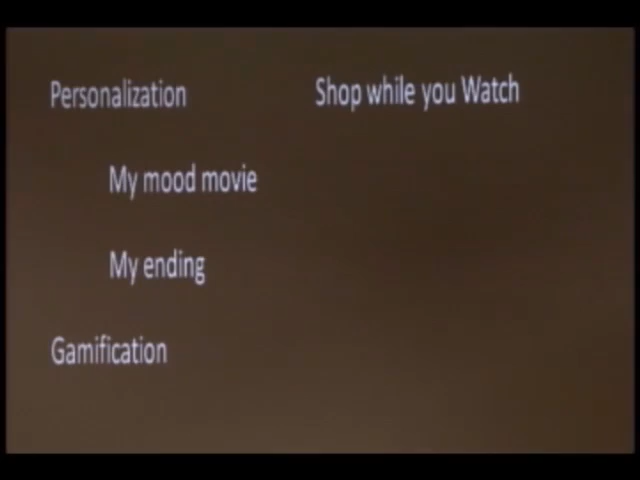 Personalization
Shop while you Watch
My mood movie
My ending
Gamification